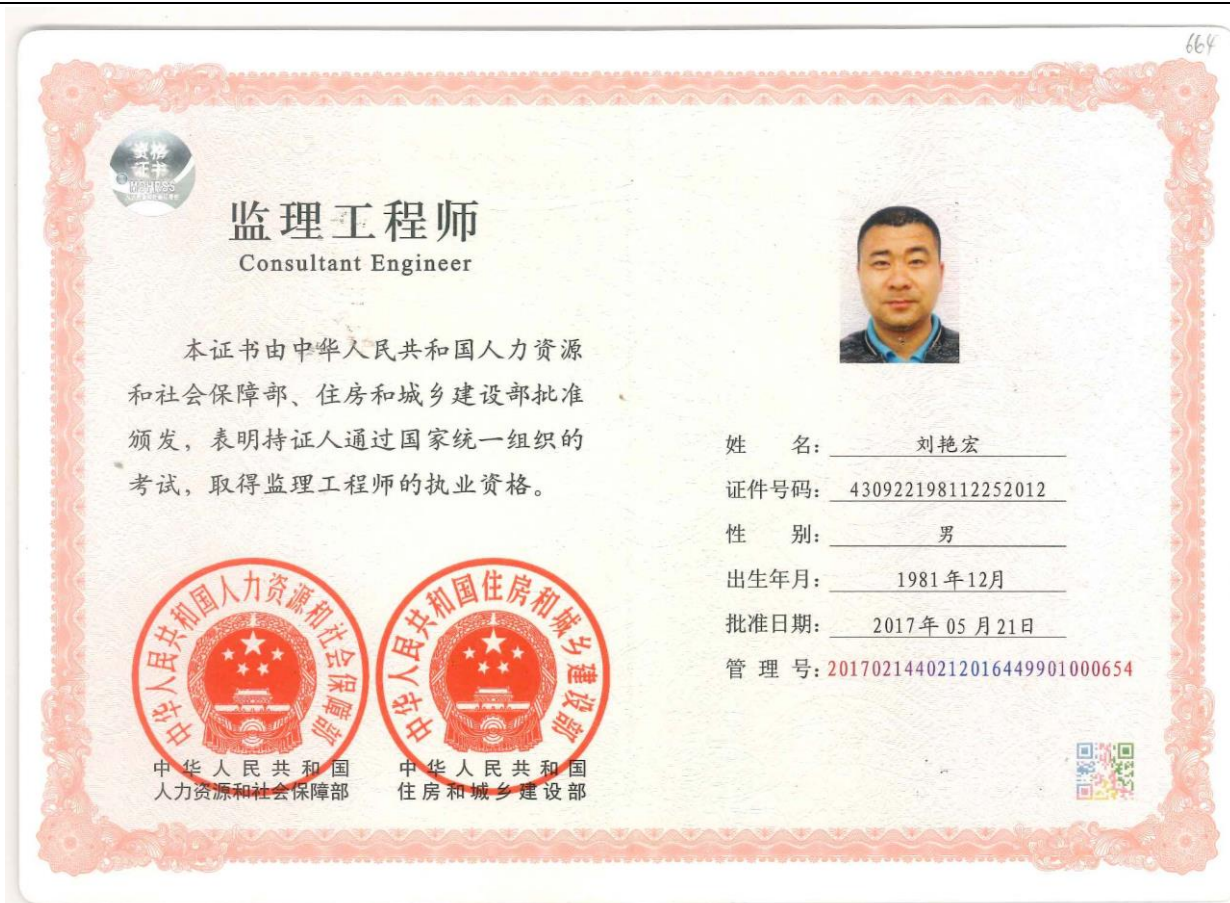 664
资格
证书
MOHRSS
监理工程师
Consultant Engineer
本证书由中华人民共和国人力资源
和社会保障部、住房和城乡建设部批准
颁发，表明持证人通过国家统一组织的
考试，取得监理工程师的执业资格。
中华人民共和国人力资源和社会保障部
中华人民共和国住房和城乡建设部
中华人民共和国
人力资源和社会保障部
中华人民共和国
住房和城乡建设部
姓 名：刘艳宏
证件号码：430922198112252012
性 别：男
出生年月：1981年12月
批准日期：2017年05月21日
管 理 号：2017021440212016449901000654